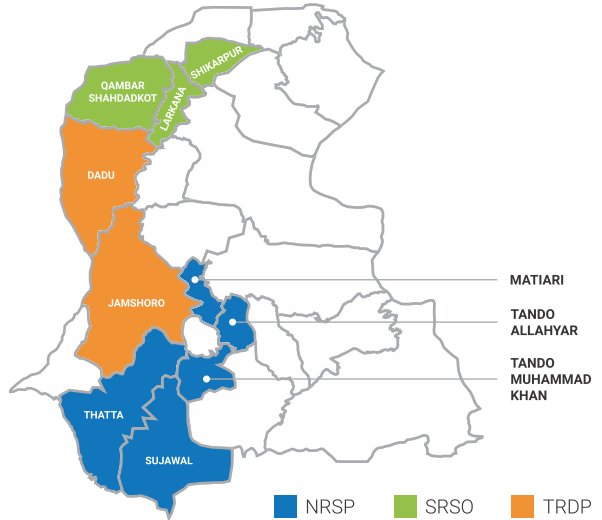 SHIKARPUR
QAMBAR
SHAHDADKOT
LARKANA
DADU
MATIARI
JAMSHORO
TANDO
ALLAHYAR
TANDO
MUHAMMAD
KHAN
THATTA
SUJAWAL
NRSP
SRSO
TRDP